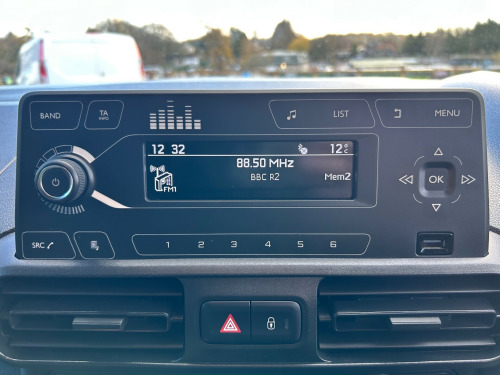 BAND
TA
INFO
LIST
MENU
12 32
12°C
88.50 MHz
BBC R2
Mem2
FM1
OK
SRC
1 2 3 4 5 6